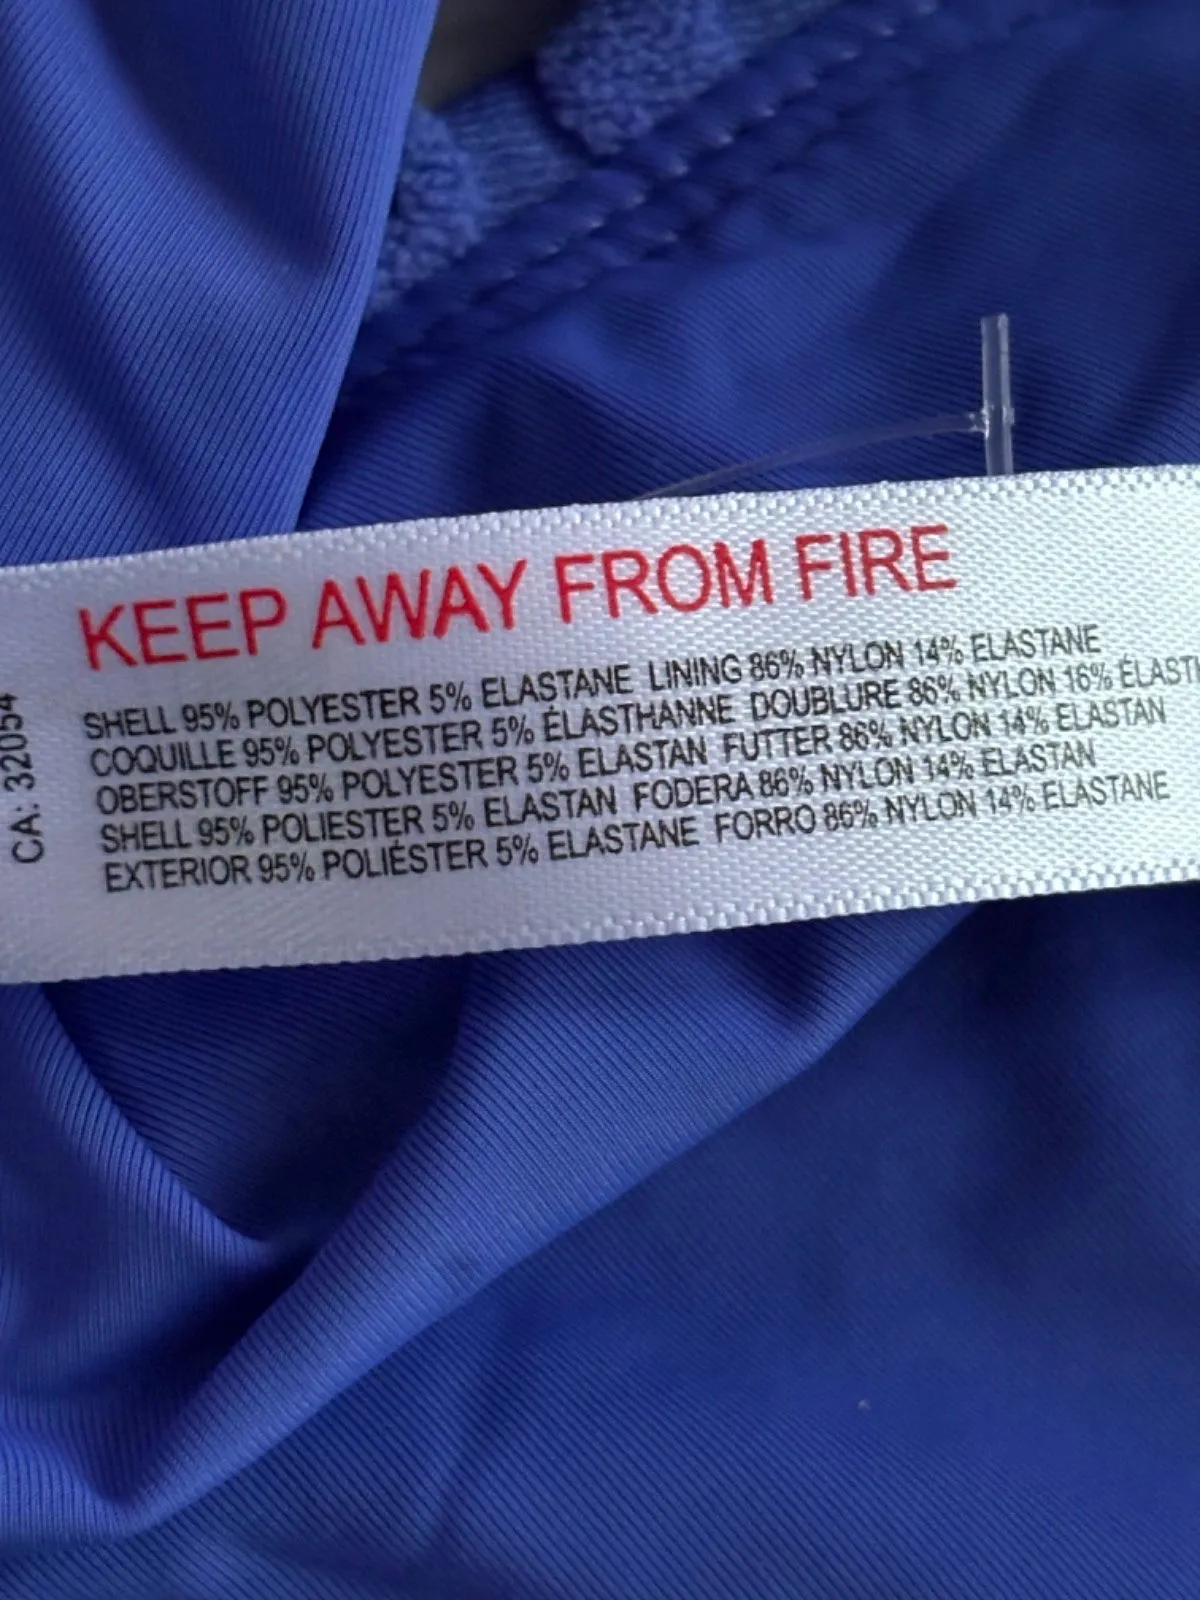 KEEP AWAY FROM FIRE
SHELL 95% POLYESTER 5% ELASTANE LINING 86% NYLON 14% ELASTANE
COQUILLE 95% POLYESTER 5% ÉLASTHANNE DOUBLURE 86% NYLON 16% ÉLASTI
OBERSTOFF 95% POLYESTER 5% ELASTAN FUTTER 86% NYLON 14% ELASTAN
SHELL 95% POLIESTER 5% ELASTAN FODERA 86% NYLON 14% ELASTAN
EXTERIOR 95% POLIÉSTER 5% ELASTANE FORRO 86% NYLON 14% ELASTANE
CA: 32054